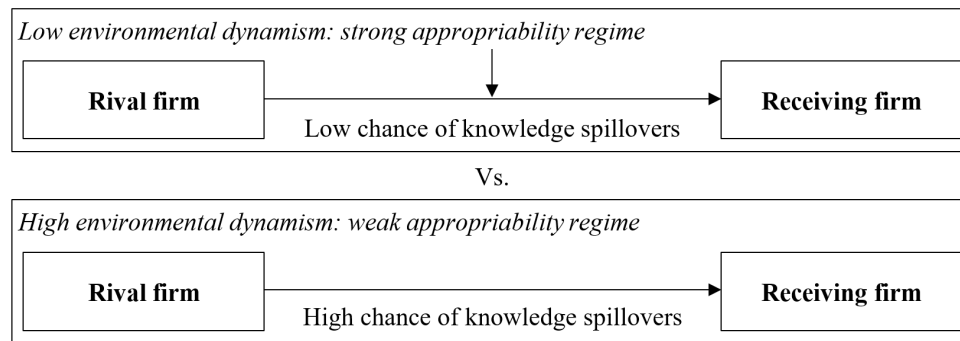 Low environmental dynamism: strong appropriability regime
Rival firm
Receiving firm
Low chance of knowledge spillovers
Vs.
High environmental dynamism: weak appropriability regime
Rival firm
Receiving firm
High chance of knowledge spillovers